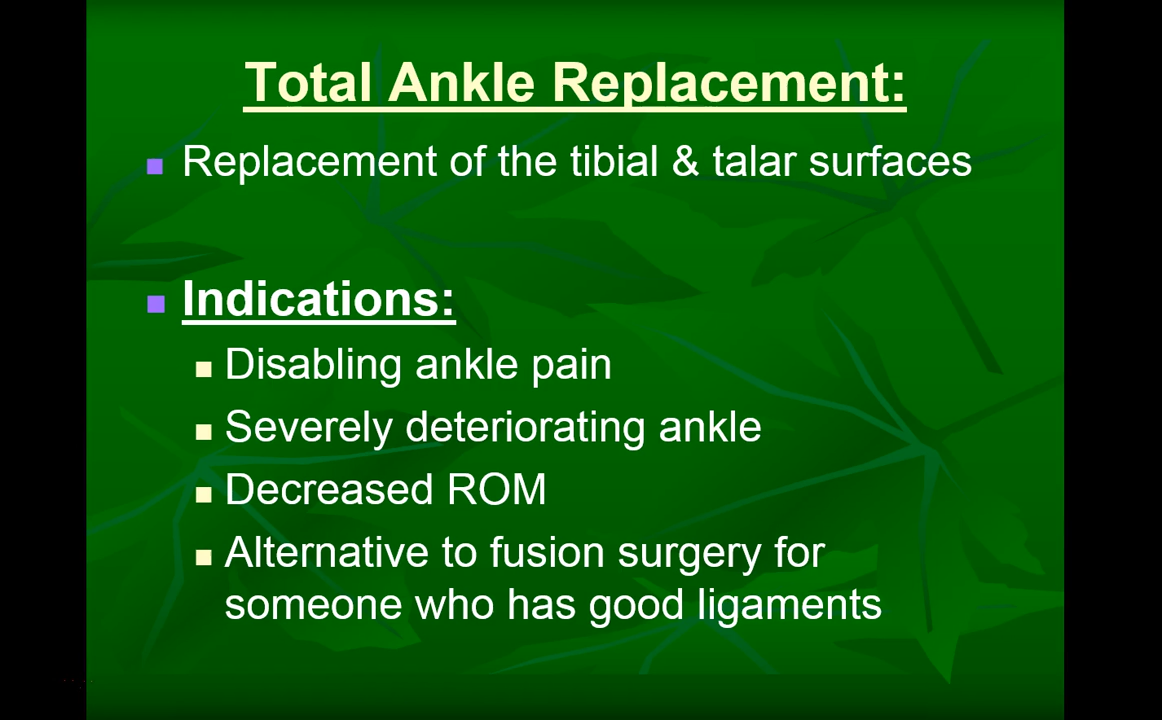 Total Ankle Replacement:
Replacement of the tibial & talar surfaces
Indications:
Disabling ankle pain
Severely deteriorating ankle
Decreased ROM
Alternative to fusion surgery for
someone who has good ligaments